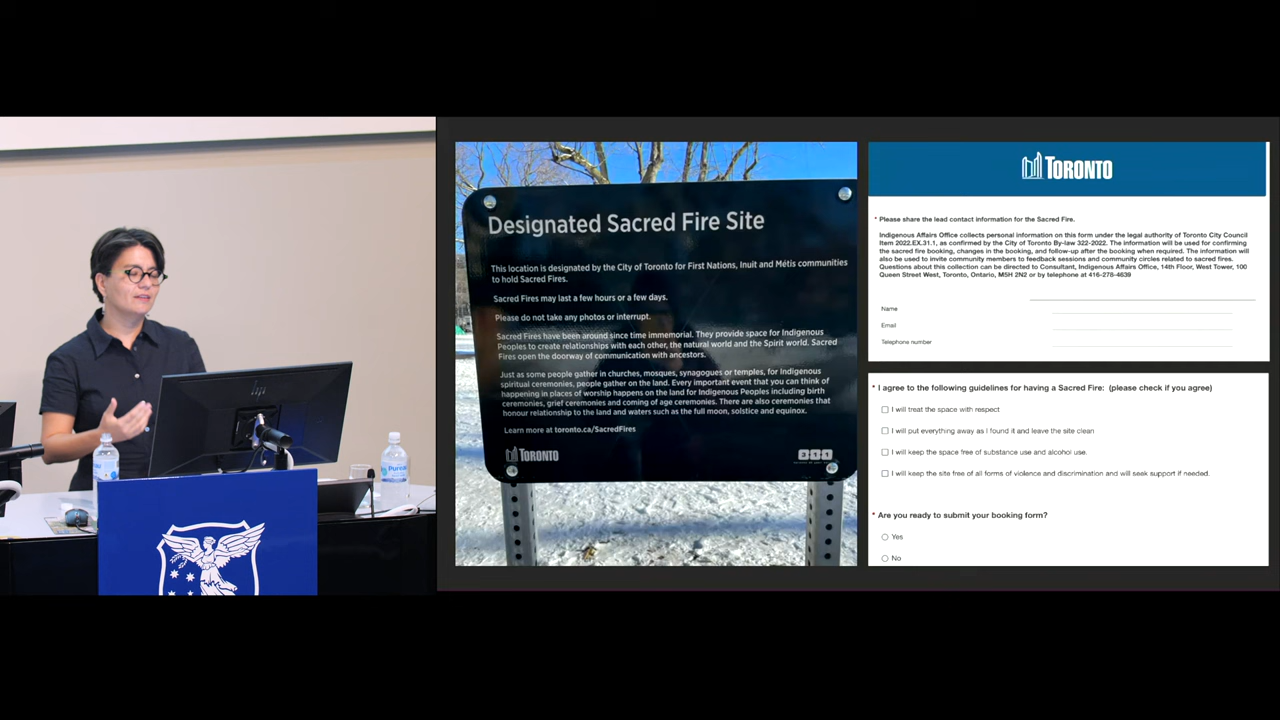 Designated Sacred Fire Site
This location is designated by the City of Toronto for First Nations, Inuit and Métis communities
to hold Sacred Fires.
Sacred Fires may last a few hours or a few days.
Please do not take any photos or interrupt.
Sacred Fires have been around since time immemorial. They provide space for Indigenous
Peoples to create relationships with each other, the natural world and the Spirit world. Sacred
Fires open the doorway of communication with ancestors.
Just as some people gather in churches, mosques, synagogues or temples, for Indigenous
spiritual ceremonies, people gather on the land. Every important event that you can think of
happening in places of worship happens on the land for Indigenous Peoples including birth
ceremonies, grief ceremonies and coming of age ceremonies. There are also ceremonies that
honour relationship to the land and waters such as the full moon, solstice and equinox.
Learn more at toronto.ca/SacredFires
TORONTO
TORONTO
* Please share the lead contact information for the Sacred Fire.
Indigenous Affairs Office collects personal information on this form under the legal authority of Toronto City Council
Item 2022.EX.31.1, as confirmed by the City of Toronto By-law 322-2022. The information will be used for confirming
the sacred fire booking, changes in the booking, and follow-up after the booking when required. The information will
also be used to invite community members to feedback sessions and community circles related to sacred fires.
Questions about this collection can be directed to Consultant, Indigenous Affairs Office, 14th Floor, West Tower, 100
Queen Street West, Toronto, Ontario, M5H 2N2 or by telephone at 416-278-4639
Name
Email
Telephone number
* I agree to the following guidelines for having a Sacred Fire: (please check if you agree)
I will treat the space with respect
I will put everything away as I found it and leave the site clean
I will keep the space free of substance use and alcohol use.
I will keep the site free of all forms of violence and discrimination and will seek support if needed.
* Are you ready to submit your booking form?
Yes
No
hp